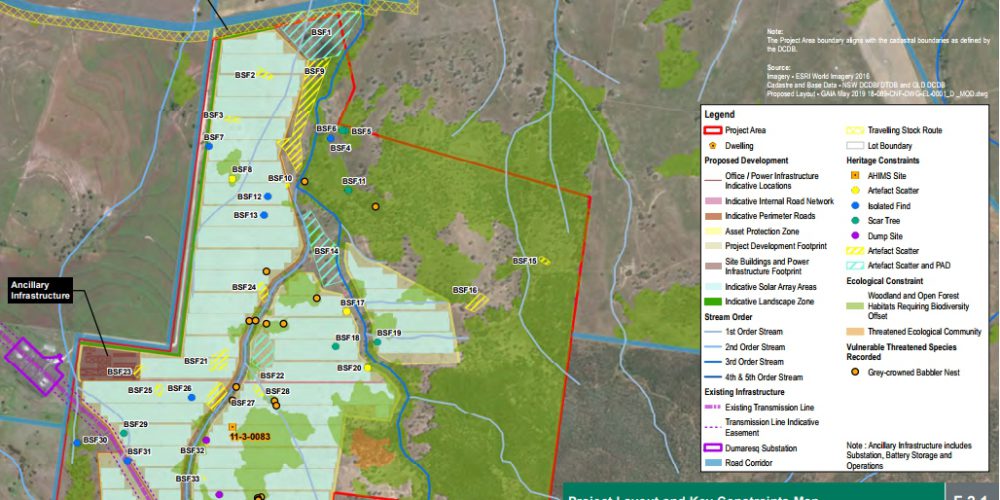 Note:
The Project Area boundary aligns with the cadastral boundaries as defined by
the DCDB.
Source:
Imagery - ESRI World Imagery 2016
Cadastre and Base Data - NSW DCDB/DTDB and QLD DCDB
Proposed Layout - GAIA May 2019 18-069-CNF-DWG-EL-0001_D _MOD.dwg
BSF1
BSF9
BSF2
BSF3
BSF6
BSF5
BSF7
BSF4
BSF8
BSF10
BSF11
BSF12
BSF13
BSF14
BSF15
BSF24
BSF16
BSF17
BSF18
BSF19
BSF21
BSF20
BSF23
BSF22
BSF25
BSF26
BSF28
BSF27
BSF29
11-3-0083
BSF30
BSF32
BSF31
BSF33
Ancillary
Infrastructure
Legend
Project Area
Dwelling
Proposed Development
Office / Power Infrastructure
Indicative Locations
Indicative Internal Road Network
Indicative Perimeter Roads
Asset Protection Zone
Project Development Footprint
Site Buildings and Power
Infrastructure Footprint
Indicative Solar Array Areas
Indicative Landscape Zone
Stream Order
1st Order Stream
2nd Order Stream
3rd Order Stream
4th & 5th Order Stream
Existing Infrastructure
Existing Transmission Line
Transmission Line Indicative
Easement
Dumaresq Substation
Road Corridor
Travelling Stock Route
Lot Boundary
Heritage Constraints
AHIMS Site
Artefact Scatter
Isolated Find
Scar Tree
Dump Site
Artefact Scatter
Artefact Scatter and PAD
Ecological Constraint
Woodland and Open Forest
Habitats Requiring Biodiversity
Offset
Threatened Ecological Community
Vulnerable Threatened Species
Recorded
Grey-crowned Babbler Nest
Note : Ancillary Infrastructure includes
Substation, Battery Storage and
Operations
Project Layout and Key Constraints Map